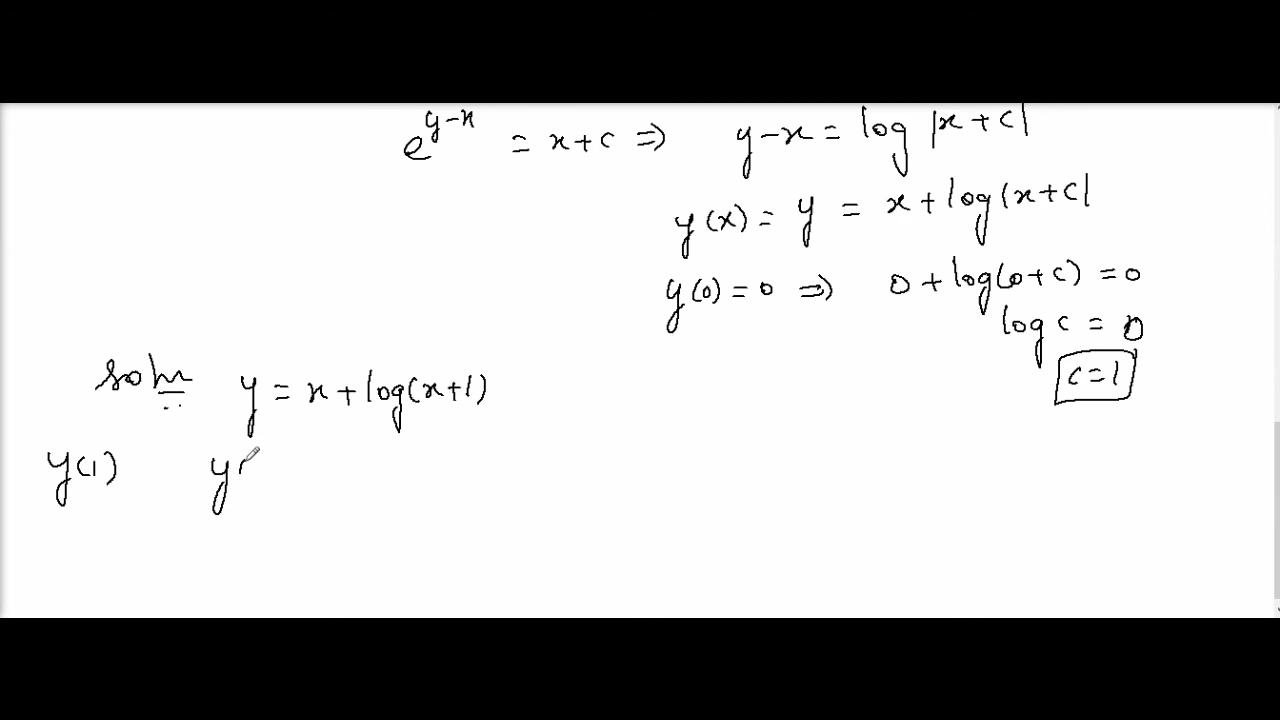 e^{y-x} = x+c ⇒ y-x = log |x+c|
y(x) = y = x + log(x+c|
y(0) = 0 ⇒ 0 + log(0+c) = 0
log c = 0
c=1
soln y = x + log(x+1)
y(1) y